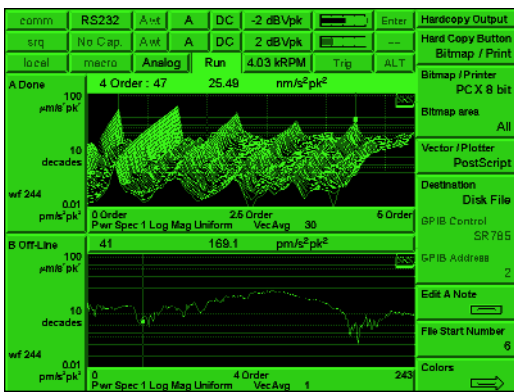 comm RS232 Awt A DC -2 dBVpk Enter Hardcopy Output
srq No Cap. Awt A DC 2 dBVpk -- Hard Copy Button
Bitmap / Print
local macro Analog Run 4.03 kRPM Trig ALT
A Done 4 Order : 47 25.49 nm/s²pk²
100
µm/s²pk²
10
decades
wf 244
0.01
pm/s²pk²
0 Order 2.5 Order 5 Order
Pwr Spec 1 Log Mag Uniform VecAvg 30
B Off-Line 41 169.1 pm/s²pk²
100
µm/s²pk²
10
decades
wf 244
0.01
pm/s²pk²
0 4 Order 243
Pwr Spec 1 Log Mag Uniform VecAvg 1
Bitmap / Printer
PCX 8 bit
Bitmap area
All
Vector / Plotter
PostScript
Destination
Disk File
GPIB Control
SR785
GPIB Address
2
Edit A Note
File Start Number
6
Colors